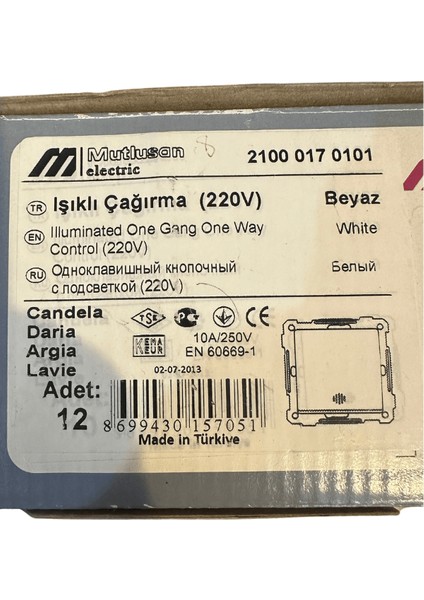 Mutlusan
electric
2100 017 0101
8
TR Işıklı Çağırma (220V) Beyaz
EN Illuminated One Gang One Way White
Control (220V)
RU Одноклавишный кнопочный Белый
с подсветкой (220V)
Candela
Daria
Argia
Lavie
TSE
CE
KEMA
KEUR
10A/250V
EN 60669-1
02-07-2013
Adet:
12
8 699430 157051
Made in Türkiye